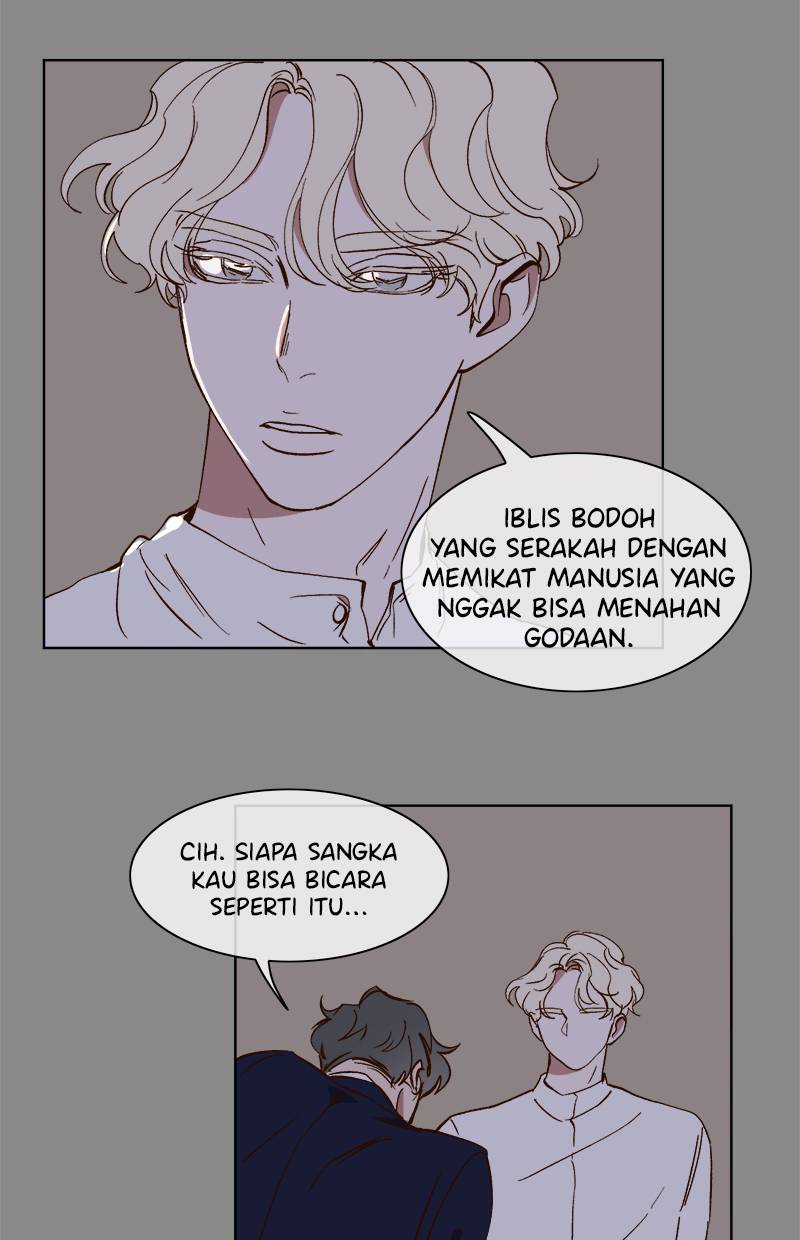 IBLIS BODOH
YANG SERAKAH DENGAN
MEMIKAT MANUSIA YANG
NGGAK BISA MENAHAN
GODAAN.
CIH. SIAPA SANGKA
KAU BISA BICARA
SEPERTI ITU...